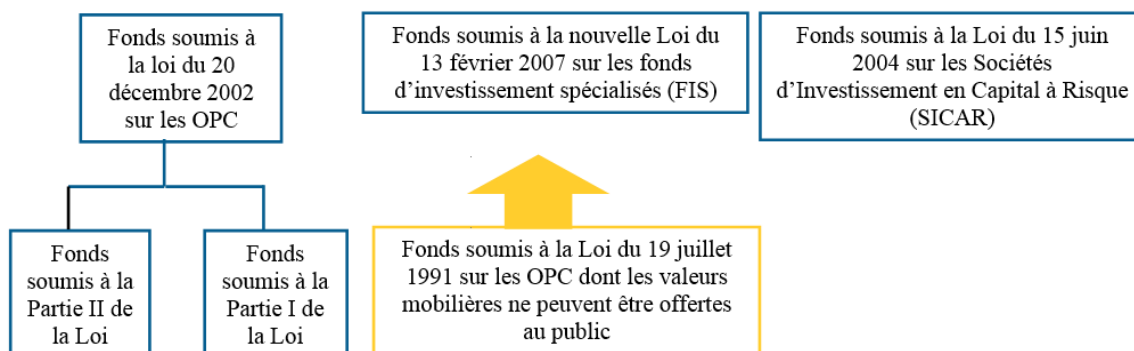 Fonds soumis à
la loi du 20
décembre 2002
sur les OPC
Fonds soumis à la nouvelle Loi du
13 février 2007 sur les fonds
d’investissement spécialisés (FIS)
Fonds soumis à la Loi du 15 juin
2004 sur les Sociétés
d’Investissement en Capital à Risque
(SICAR)
Fonds
soumis à la
Partie II de
la Loi
Fonds
soumis à la
Partie I de
la Loi
Fonds soumis à la Loi du 19 juillet
1991 sur les OPC dont les valeurs
mobilières ne peuvent être offertes
au public